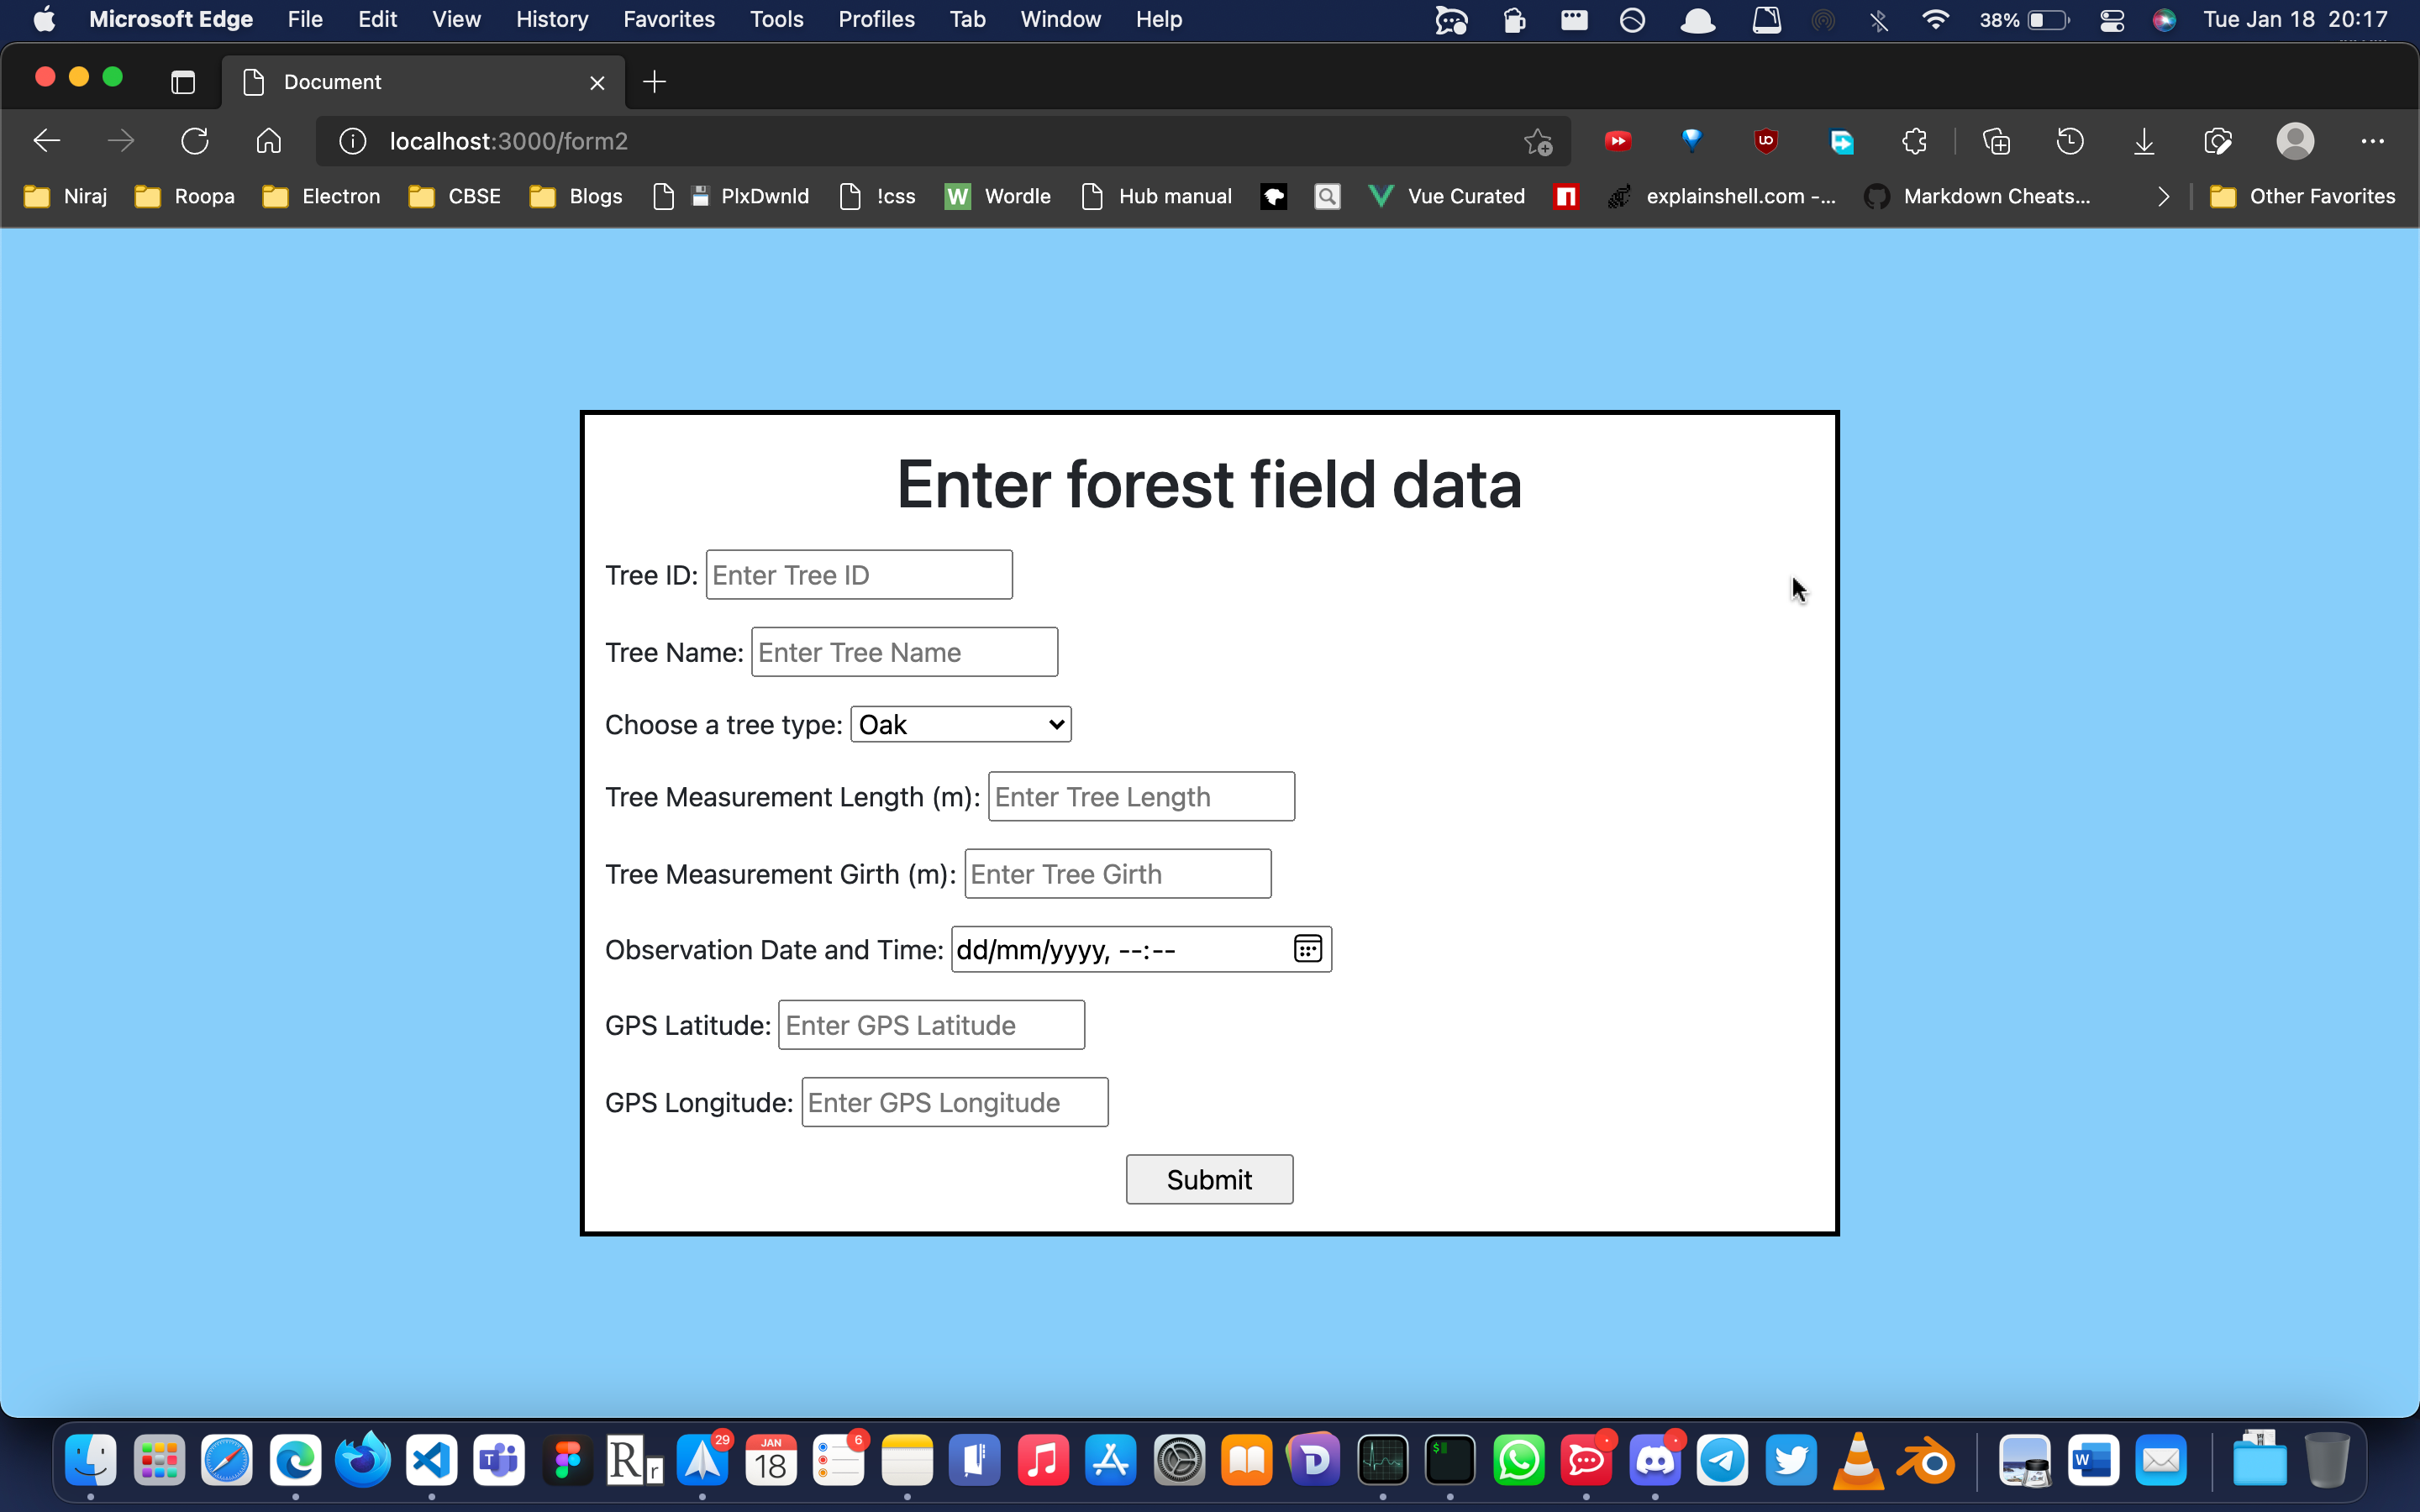 Microsoft Edge File Edit View History Favorites Tools Profiles Tab Window Help 38% Tue Jan 18 20:17
Document
localhost:3000/form2
Niraj Roopa Electron CBSE Blogs PlxDwnld !css W Wordle Hub manual Vue Curated n explainshell.com -... Markdown Cheats... Other Favorites
Enter forest field data
Tree ID: Enter Tree ID
Tree Name: Enter Tree Name
Choose a tree type: Oak
Tree Measurement Length (m): Enter Tree Length
Tree Measurement Girth (m): Enter Tree Girth
Observation Date and Time: dd/mm/yyyy, --:--
GPS Latitude: Enter GPS Latitude
GPS Longitude: Enter GPS Longitude
Submit
T R r 29 JAN 18 6 D $ W